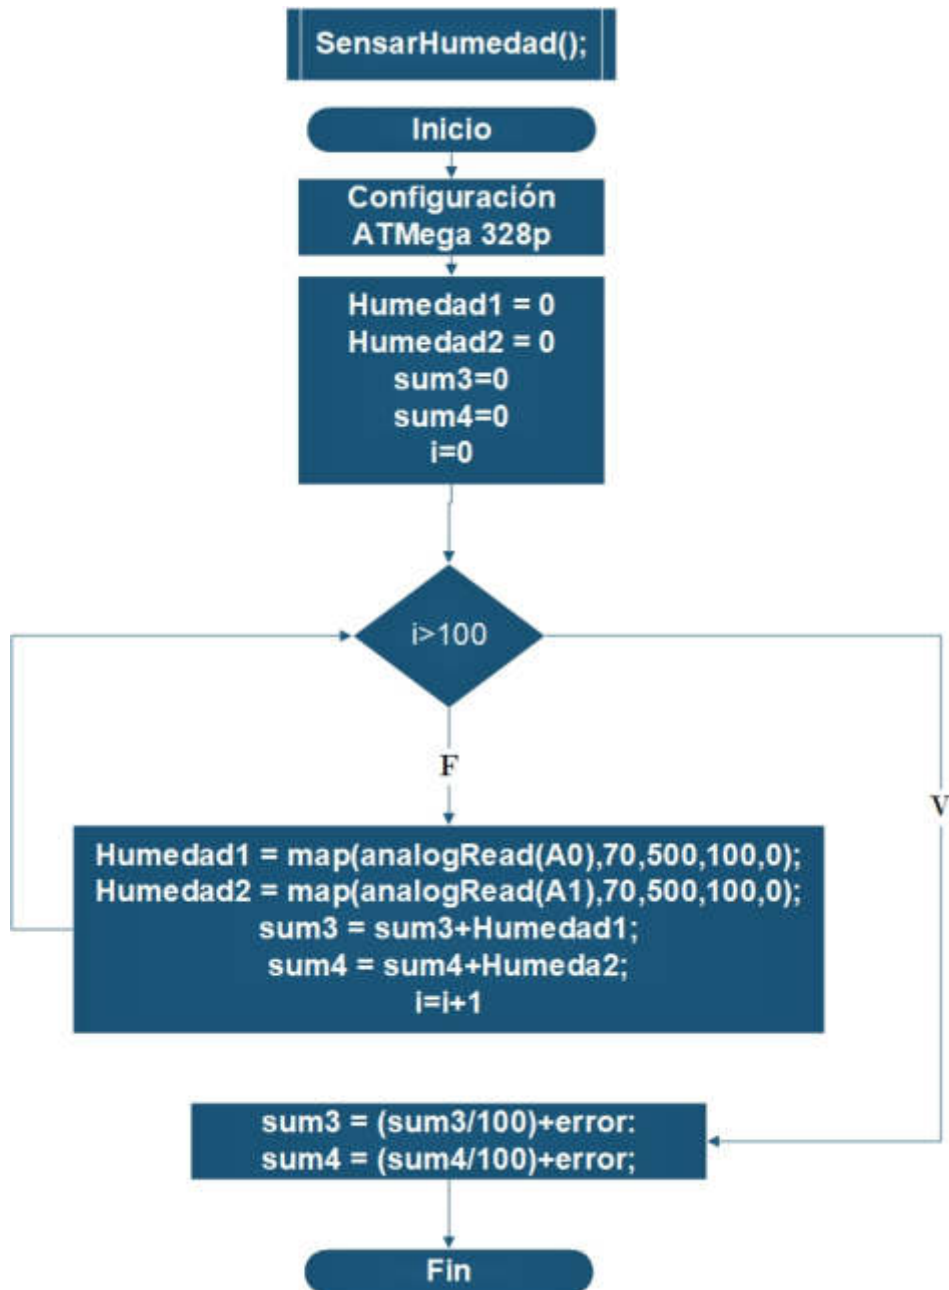 SensarHumedad();
Inicio
Configuración
ATMega 328p
Humedad1 = 0
Humedad2 = 0
sum3=0
sum4=0
i=0
i>100
F
V
Humedad1 = map(analogRead(A0),70,500,100,0);
Humedad2 = map(analogRead(A1),70,500,100,0);
sum3 = sum3+Humedad1;
sum4 = sum4+Humeda2;
i=i+1
sum3 = (sum3/100)+error:
sum4 = (sum4/100)+error;
Fin